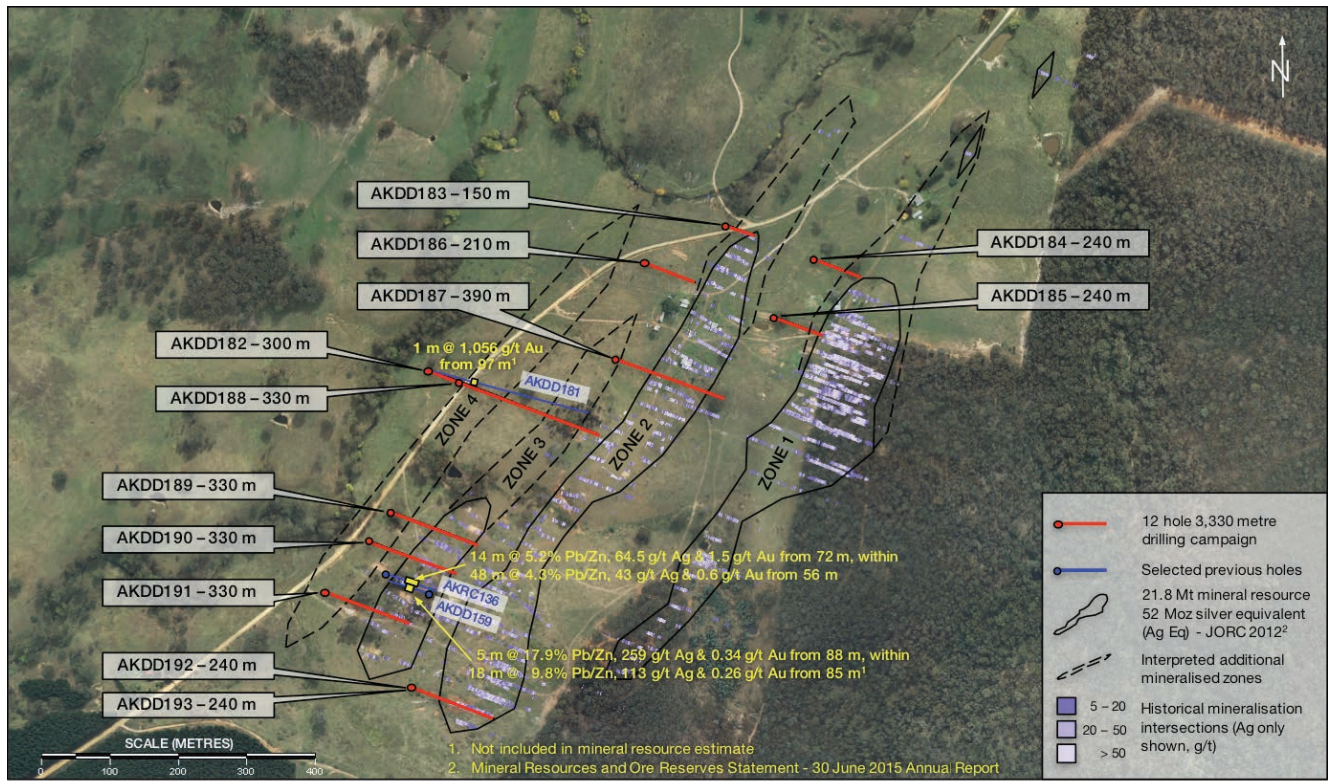 N
AKDD183 – 150 m
AKDD186 – 210 m
AKDD184 – 240 m
AKDD187 – 390 m
AKDD185 – 240 m
AKDD182 – 300 m
1 m @ 1,056 g/t Au
from 97 m¹
AKDD181
AKDD188 – 330 m
ZONE 4
ZONE 3
ZONE 2
ZONE 1
AKDD189 – 330 m
AKDD190 – 330 m
14 m @ 5.2% Pb/Zn, 64.5 g/t Ag & 1.5 g/t Au from 72 m, within
48 m @ 4.3% Pb/Zn, 43 g/t Ag & 0.6 g/t Au from 56 m
AKRC136
AKDD159
AKDD191 – 330 m
5 m @ 17.9% Pb/Zn, 259 g/t Ag & 0.34 g/t Au from 88 m, within
18 m @ 9.8% Pb/Zn, 113 g/t Ag & 0.26 g/t Au from 85 m¹
AKDD192 – 240 m
AKDD193 – 240 m
12 hole 3,330 metre
drilling campaign
Selected previous holes
21.8 Mt mineral resource
52 Moz silver equivalent
(Ag Eq) - JORC 2012²
Interpreted additional
mineralised zones
5 – 20
20 – 50
> 50
Historical mineralisation
intersections (Ag only
shown, g/t)
SCALE (METRES)
0 100 200 300 400
1. Not included in mineral resource estimate
2. Mineral Resources and Ore Reserves Statement - 30 June 2015 Annual Report